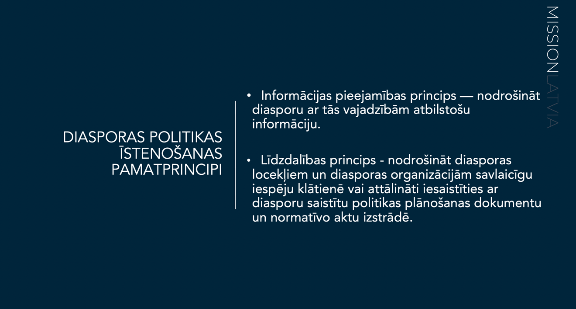 MISSION LATVIA
DIASPORAS POLITIKAS
ĪSTENOŠANAS
PAMATPRINCIPI
• Informācijas pieejamības princips — nodrošināt
diasporu ar tās vajadzībām atbilstošu
informāciju.
• Līdzdalības princips - nodrošināt diasporas
locekļiem un diasporas organizācijām savlaicīgu
iespēju klātienē vai attālināti iesaistīties ar
diasporu saistītu politikas plānošanas dokumentu
un normatīvo aktu izstrādē.